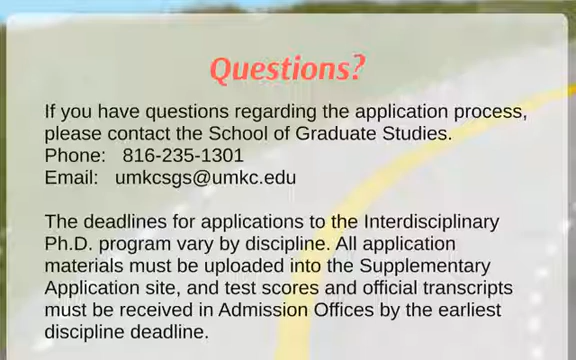 Questions?
If you have questions regarding the application process,
please contact the School of Graduate Studies.
Phone: 816-235-1301
Email: umkcsgs@umkc.edu
The deadlines for applications to the Interdisciplinary
Ph.D. program vary by discipline. All application
materials must be uploaded into the Supplementary
Application site, and test scores and official transcripts
must be received in Admission Offices by the earliest
discipline deadline.